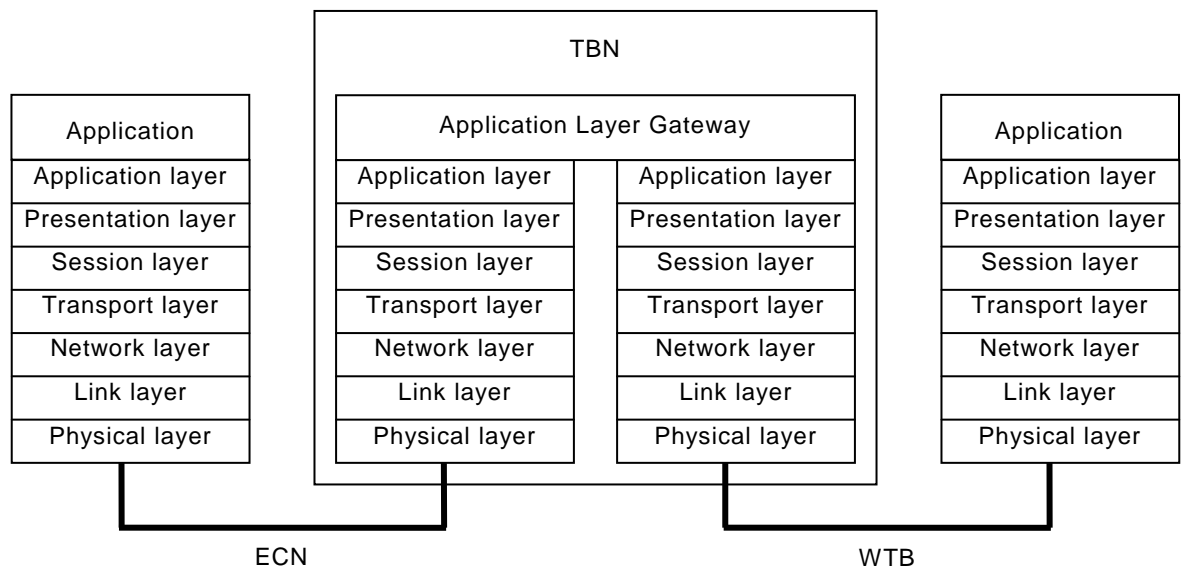 TBN
Application
Application Layer Gateway
Application
Application layer
Application layer
Application layer
Application layer
Presentation layer
Presentation layer
Presentation layer
Presentation layer
Session layer
Session layer
Session layer
Session layer
Transport layer
Transport layer
Transport layer
Transport layer
Network layer
Network layer
Network layer
Network layer
Link layer
Link layer
Link layer
Link layer
Physical layer
Physical layer
Physical layer
Physical layer
ECN
WTB